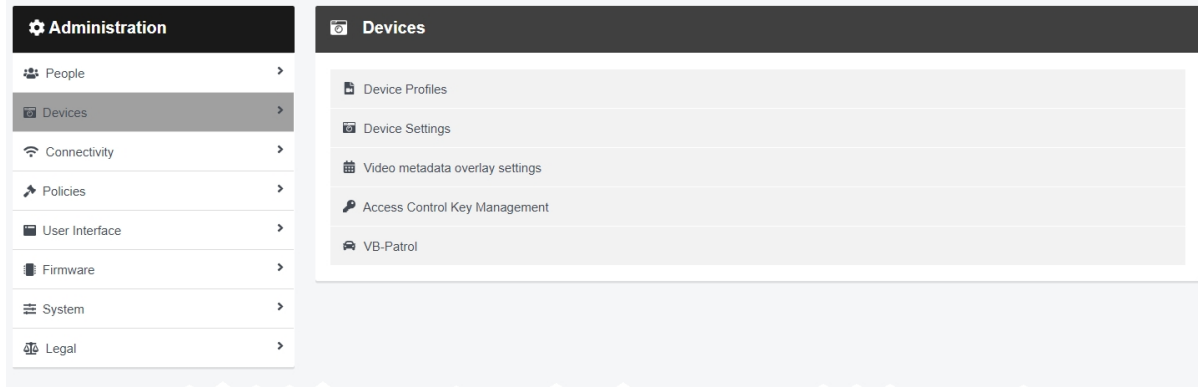 Administration
People
Devices
Connectivity
Policies
User Interface
Firmware
System
Legal
Devices
Device Profiles
Device Settings
Video metadata overlay settings
Access Control Key Management
VB-Patrol